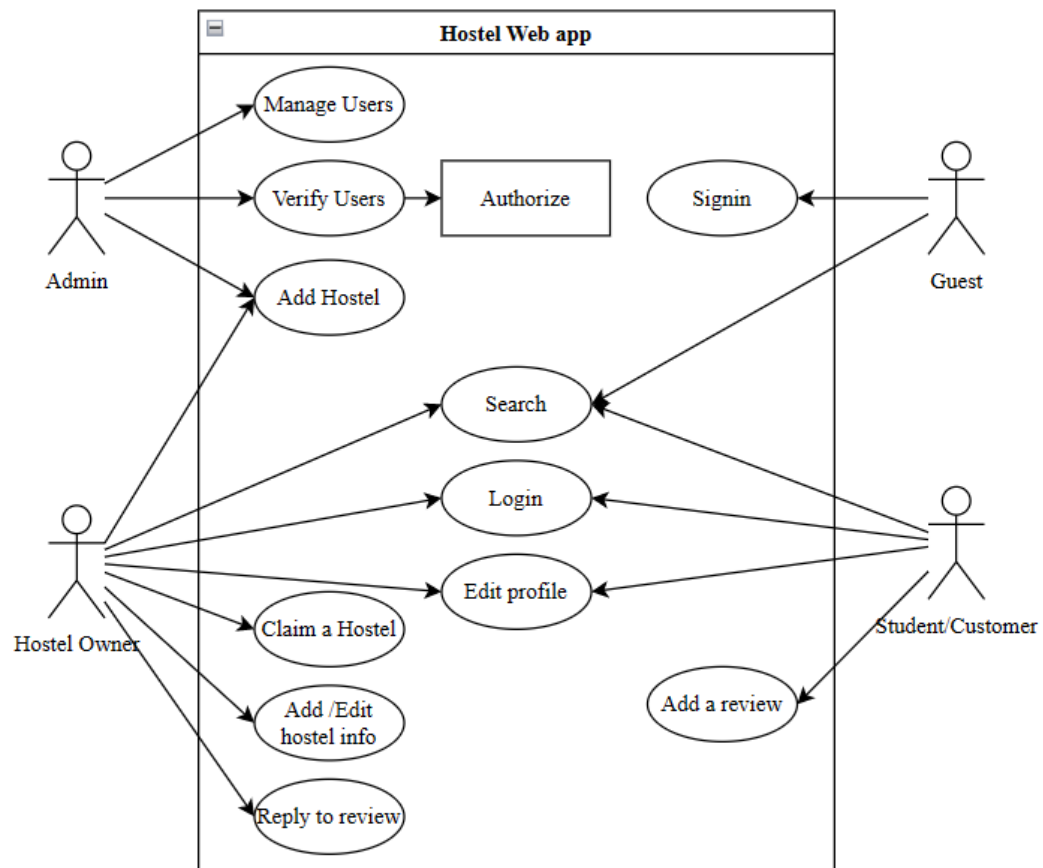 Hostel Web app
Manage Users
Verify Users
Authorize
Signin
Admin
Add Hostel
Guest
Search
Login
Edit profile
Hostel Owner
Claim a Hostel
Student/Customer
Add /Edit
hostel info
Add a review
Reply to review